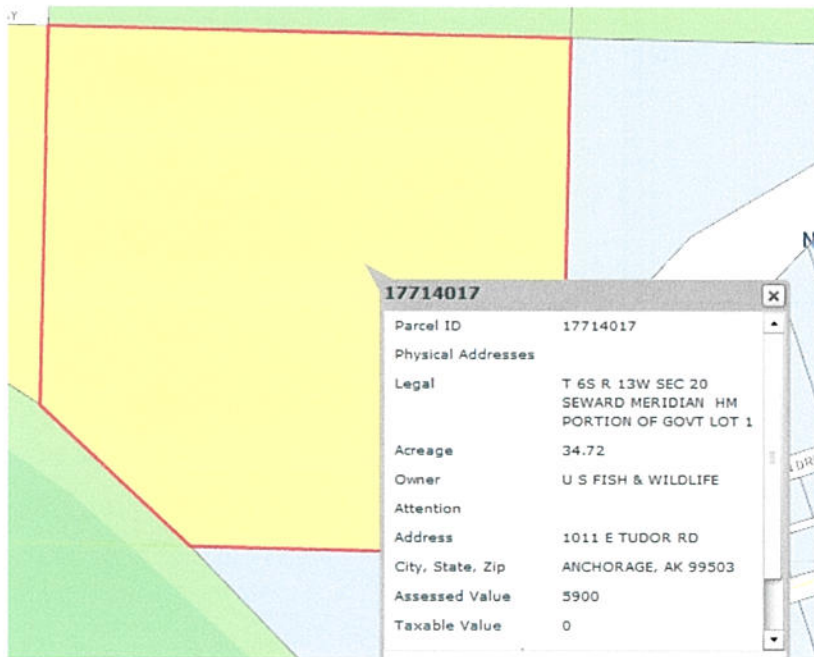 17714017
Parcel ID 17714017
Physical Addresses
Legal T 6S R 13W SEC 20
SEWARD MERIDIAN HM
PORTION OF GOVT LOT 1
Acreage 34.72
Owner U S FISH & WILDLIFE
Attention
Address 1011 E TUDOR RD
City, State, Zip ANCHORAGE, AK 99503
Assessed Value 5900
Taxable Value 0
N
DR